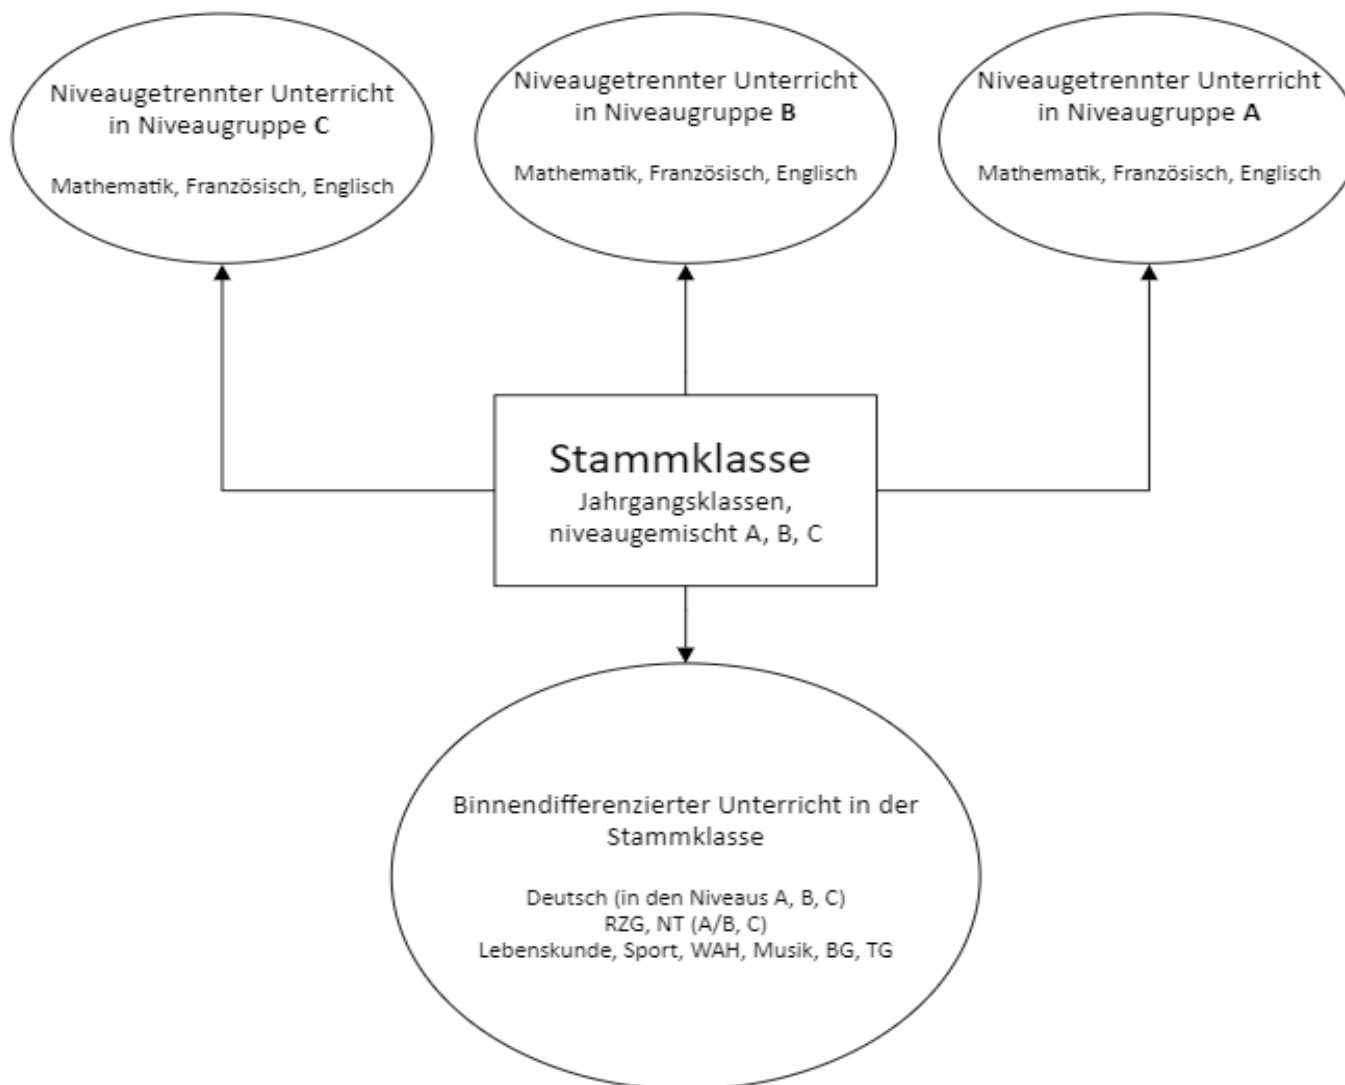 Niveaugetrennter Unterricht
in Niveaugruppe C
Mathematik, Französisch, Englisch
Niveaugetrennter Unterricht
in Niveaugruppe B
Mathematik, Französisch, Englisch
Niveaugetrennter Unterricht
in Niveaugruppe A
Mathematik, Französisch, Englisch
Stammklasse
Jahrgangsklassen,
niveaugemischt A, B, C
Binnendifferenzierter Unterricht in der
Stammklasse
Deutsch (in den Niveaus A, B, C)
RZG, NT (A/B, C)
Lebenskunde, Sport, WAH, Musik, BG, TG